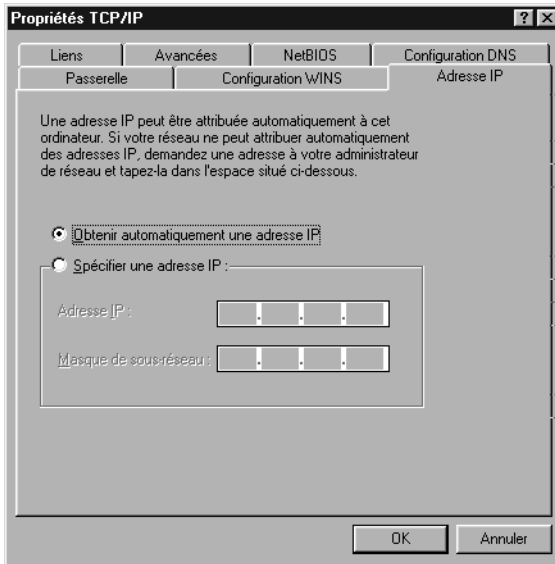 Propriétés TCP/IP
Liens Avancées NetBIOS Configuration DNS
Passerelle Configuration WINS Adresse IP
Une adresse IP peut être attribuée automatiquement à cet
ordinateur. Si votre réseau ne peut attribuer automatiquement
des adresses IP, demandez une adresse à votre administrateur
de réseau et tapez-la dans l'espace situé ci-dessous.
Obtenir automatiquement une adresse IP
Spécifier une adresse IP :
Adresse IP :
Masque de sous-réseau :
OK Annuler